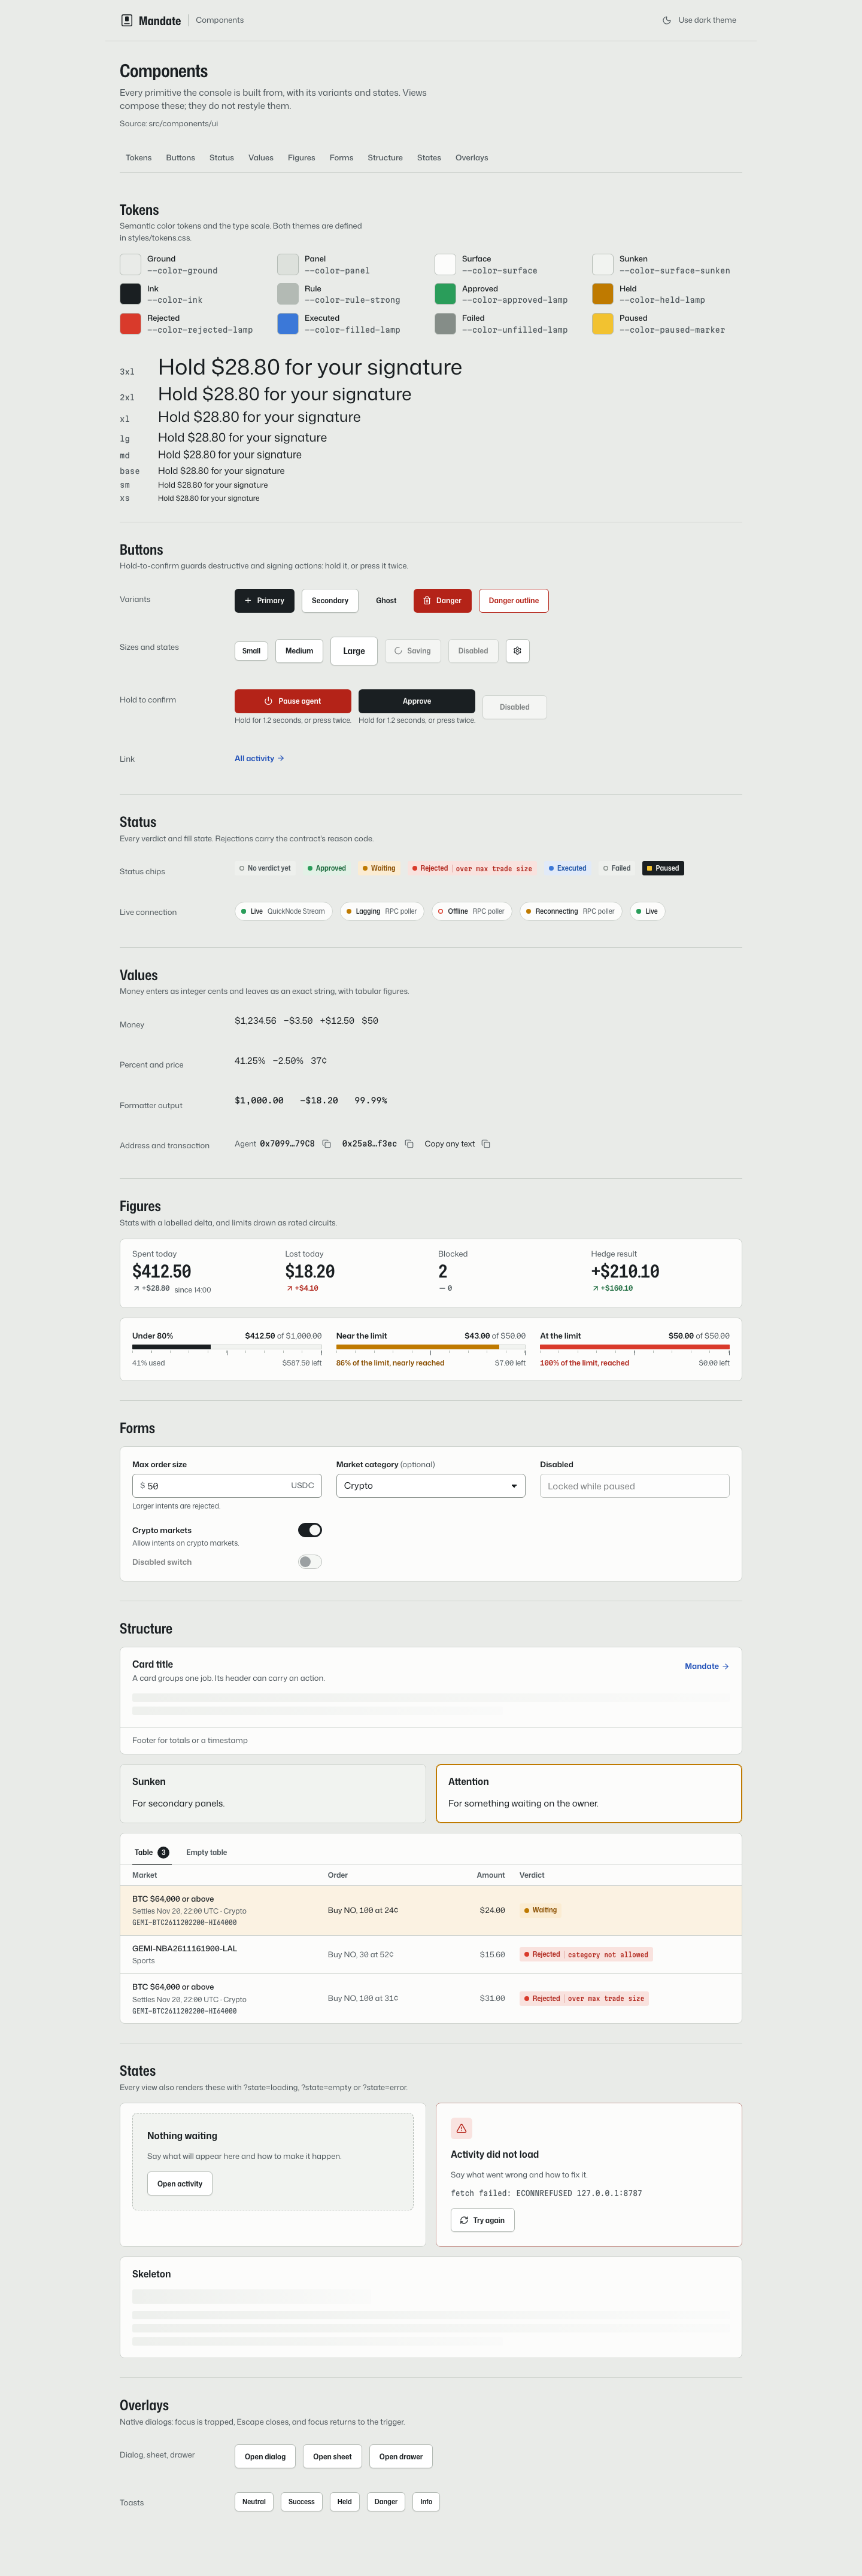 Mandate
Components
Use dark theme
Components
Every primitive the console is built from, with its variants and states. Views
compose these; they do not restyle them.
Source: src/components/ui
Tokens Buttons Status Values Figures Forms Structure States Overlays
Tokens
Semantic color tokens and the type scale. Both themes are defined
in styles/tokens.css.
Ground
--color-ground
Panel
--color-panel
Surface
--color-surface
Sunken
--color-surface-sunken
Ink
--color-ink
Rule
--color-rule-strong
Approved
--color-approved-lamp
Held
--color-held-lamp
Rejected
--color-rejected-lamp
Executed
--color-filled-lamp
Failed
--color-unfilled-lamp
Paused
--color-paused-marker
3xl Hold $28.80 for your signature
2xl Hold $28.80 for your signature
xl Hold $28.80 for your signature
lg Hold $28.80 for your signature
md Hold $28.80 for your signature
base Hold $28.80 for your signature
sm Hold $28.80 for your signature
xs Hold $28.80 for your signature
Buttons
Hold-to-confirm guards destructive and signing actions: hold it, or press it twice.
Variants Primary Secondary Ghost Danger Danger outline
Sizes and states Small Medium Large Saving Disabled
Hold to confirm Pause agent Approve Disabled
Hold for 1.2 seconds, or press twice. Hold for 1.2 seconds, or press twice.
Link All activity →
Status
Every verdict and fill state. Rejections carry the contract's reason code.
Status chips No verdict yet Approved Waiting Rejected over max trade size Executed Failed Paused
Live connection Live QuickNode Stream Lagging RPC poller Offline RPC poller Reconnecting RPC poller Live
Values
Money enters as integer cents and leaves as an exact string, with tabular figures.
Money $1,234.56 −$3.50 +$12.50 $50
Percent and price 41.25% −2.50% 37¢
Formatter output $1,000.00 −$18.20 99.99%
Address and transaction Agent 0x7099…79C8 0x25a8…f3ec Copy any text
Figures
Stats with a labelled delta, and limits drawn as rated circuits.
Spent today
$412.50
+$28.80 since 14:00
Lost today
$18.20
+$4.10
Blocked
2
0
Hedge result
+$210.10
+$160.10
Under 80% $412.50 of $1,000.00
41% used $587.50 left
Near the limit $43.00 of $50.00
86% of the limit, nearly reached $7.00 left
At the limit $50.00 of $50.00
100% of the limit, reached $0.00 left
Forms
Max order size
$ 50 USDC
Larger intents are rejected.
Market category (optional)
Crypto
Disabled
Locked while paused
Crypto markets
Allow intents on crypto markets.
Disabled switch
Structure
Card title
A card groups one job. Its header can carry an action.
Mandate →
Footer for totals or a timestamp
Sunken
For secondary panels.
Attention
For something waiting on the owner.
Table 3 Empty table
Market Order Amount Verdict
BTC $64,000 or above
Settles Nov 20, 22:00 UTC · Crypto
GEMI-BTC2611202200-HI64000
Buy NO, 100 at 24¢ $24.00 Waiting
GEMI-NBA2611161900-LAL
Sports
Buy NO, 30 at 52¢ $15.60 Rejected category not allowed
BTC $64,000 or above
Settles Nov 20, 22:00 UTC · Crypto
GEMI-BTC2611202200-HI64000
Buy NO, 100 at 31¢ $31.00 Rejected over max trade size
States
Every view also renders these with ?state=loading, ?state=empty or ?state=error.
Nothing waiting
Say what will appear here and how to make it happen.
Open activity
Activity did not load
Say what went wrong and how to fix it.
fetch failed: ECONNREFUSED 127.0.0.1:8787
Try again
Skeleton
Overlays
Native dialogs: focus is trapped, Escape closes, and focus returns to the trigger.
Dialog, sheet, drawer Open dialog Open sheet Open drawer
Toasts Neutral Success Held Danger Info